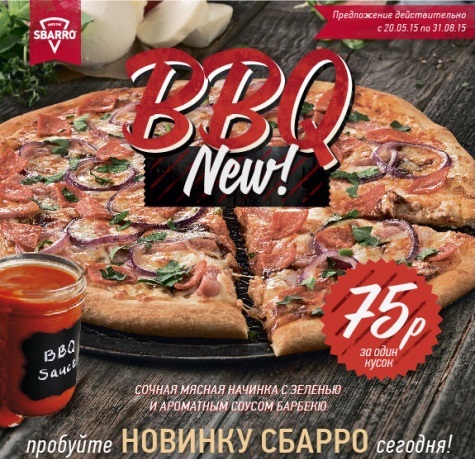 SBARRO
Предложение действительно
с 20.05.15 по 31.08.15
BBQ
New!
75р
за один
кусок
BBQ
Sauce
СОЧНАЯ МЯСНАЯ НАЧИНКА С ЗЕЛЕНЬЮ
И АРОМАТНЫМ СОУСОМ БАРБЕКЮ
пробуйте НОВИНКУ СБАРРО сегодня!